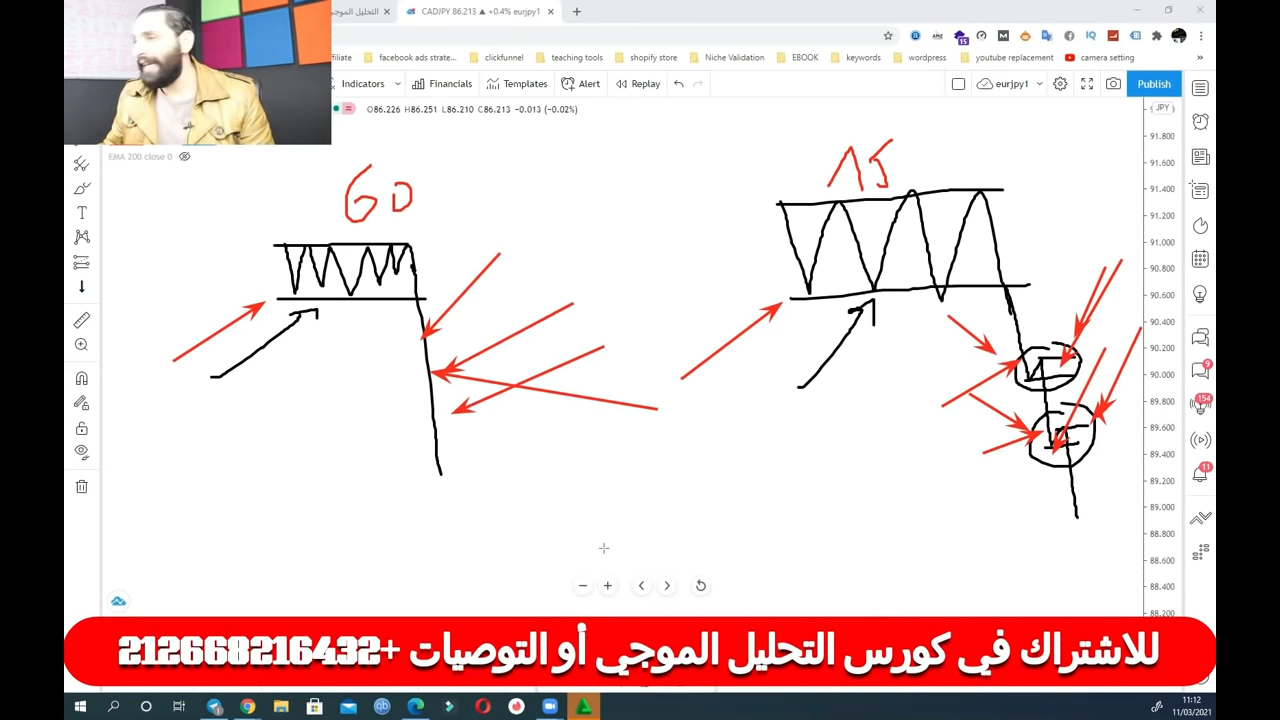 التحليل الموجي
CADJPY 86.213 ▲ +0.4% eurjpy1
facebook ads strate...
clickfunnel
teaching tools
shopify store
Niche Validation
EBOOK
keywords
wordpress
youtube replacement
camera setting
Indicators
Financials
Templates
Alert
Replay
eurjpy1
Publish
O86.226 H86.251 L86.210 C86.213 -0.013 (-0.02%)
JPY
EMA 200 close 0
60
15
91.800
91.600
91.400
91.200
91.000
90.800
90.600
90.400
90.200
90.000
89.800
89.600
89.400
89.200
89.000
88.800
88.600
88.400
88.200
15
9
154
11
للاشتراك في كورس التحليل الموجي أو التوصيات +212668216432
11:12
11/03/2021